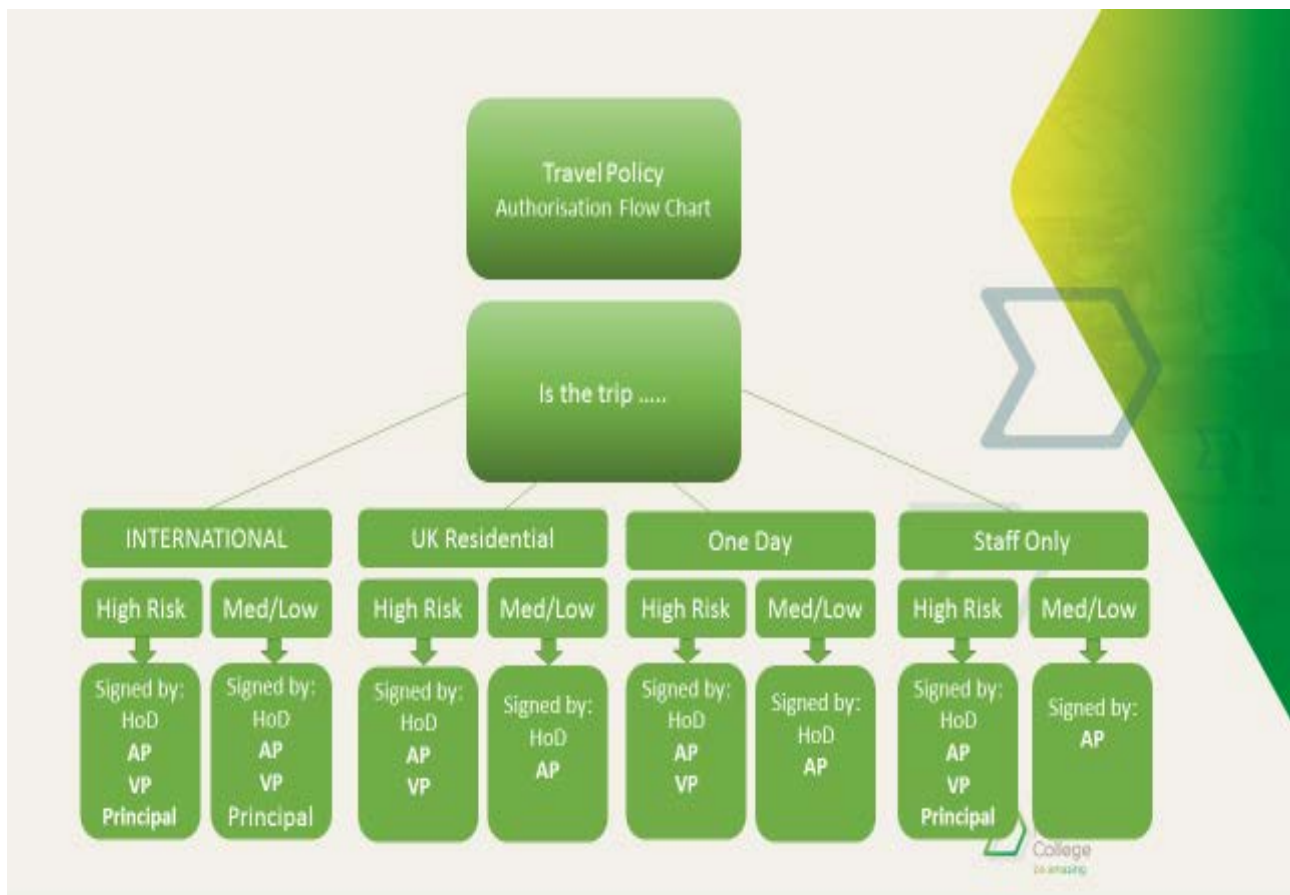 Travel Policy
Authorisation Flow Chart
Is the trip .....
INTERNATIONAL
High Risk
Med/Low
Signed by:
HoD
AP
VP
Principal
Signed by:
HoD
AP
VP
Principal
UK Residential
High Risk
Med/Low
Signed by:
HoD
AP
VP
Signed by:
HoD
AP
One Day
High Risk
Med/Low
Signed by:
HoD
AP
VP
Signed by:
HoD
AP
Staff Only
High Risk
Med/Low
Signed by:
HoD
AP
VP
Principal
Signed by:
AP
College
be amazing